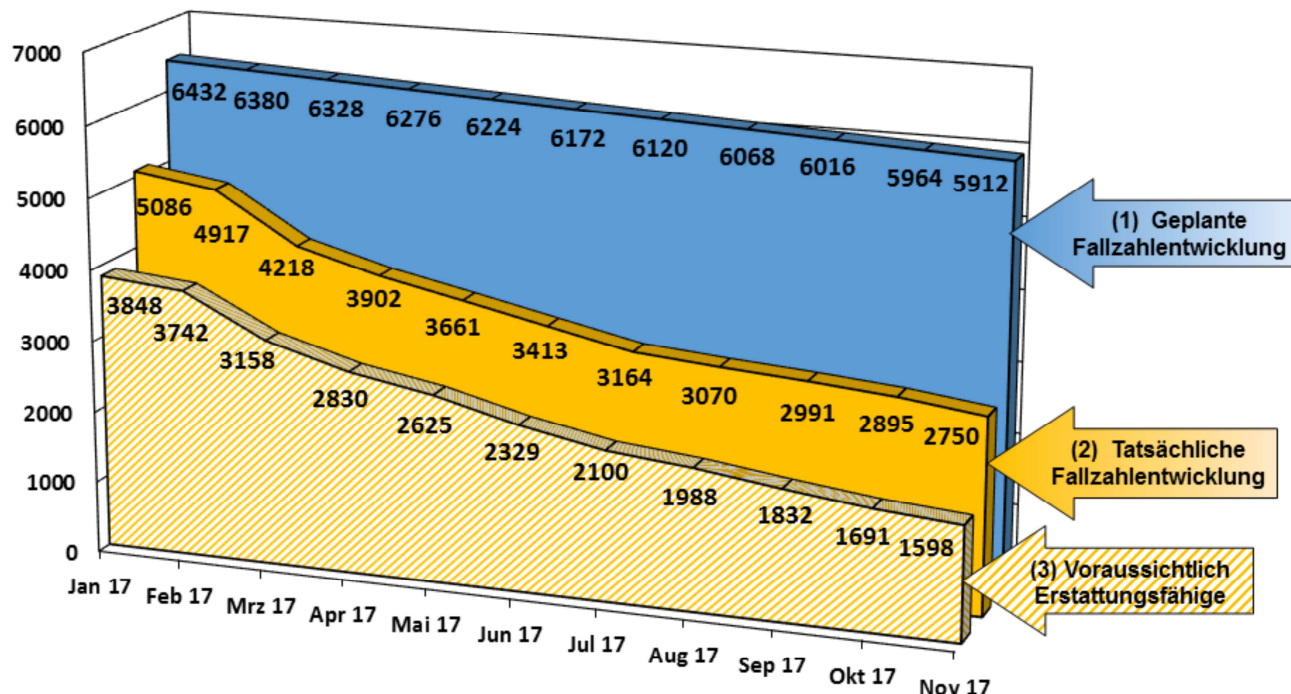 7000
6000
5000
4000
3000
2000
1000
0
6432 6380 6328 6276 6224 6172 6120 6068 6016 5964 5912
5086 4917 4218 3902 3661 3413 3164 3070 2991 2895 2750
3848 3742 3158 2830 2625 2329 2100 1988 1832 1691 1598
Jan 17 Feb 17 Mrz 17 Apr 17 Mai 17 Jun 17 Jul 17 Aug 17 Sep 17 Okt 17 Nov 17
(1) Geplante
Fallzahlentwicklung
(2) Tatsächliche
Fallzahlentwicklung
(3) Voraussichtlich
Erstattungsfähige